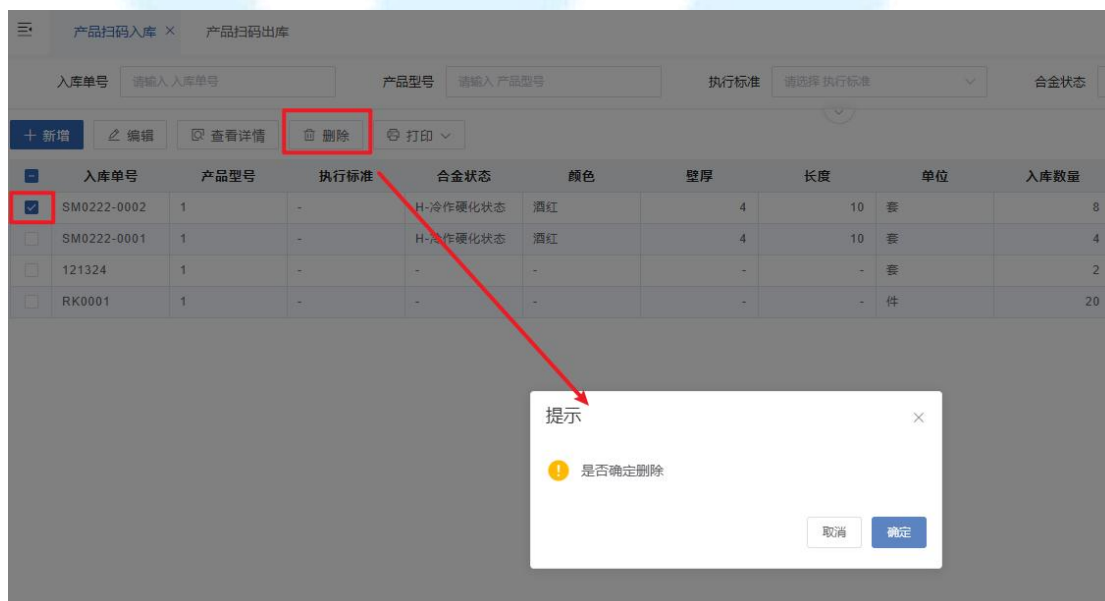 产品扫码入库 × 产品扫码出库
入库单号 请输入 入库单号 产品型号 请输入 产品型号 执行标准 请选择 执行标准 合金状态
+ 新增 编辑 查看详情 删除 打印
入库单号 产品型号 执行标准 合金状态 颜色 壁厚 长度 单位 入库数量
SM0222-0002 1 - H-冷作硬化状态 酒红 4 10 套 8
SM0222-0001 1 - H-冷作硬化状态 酒红 4 10 套 4
121324 1 - - - - - 套 2
RK0001 1 - - - - - 件 20
提示 ×
是否确定删除
取消 确定